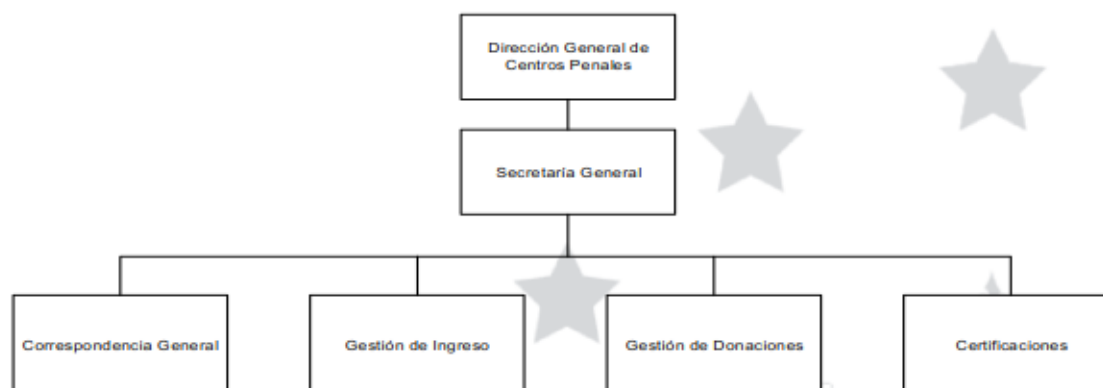 Dirección General de
Centros Penales
Secretaría General
Correspondencia General
Gestión de Ingreso
Gestión de Donaciones
Certificaciones